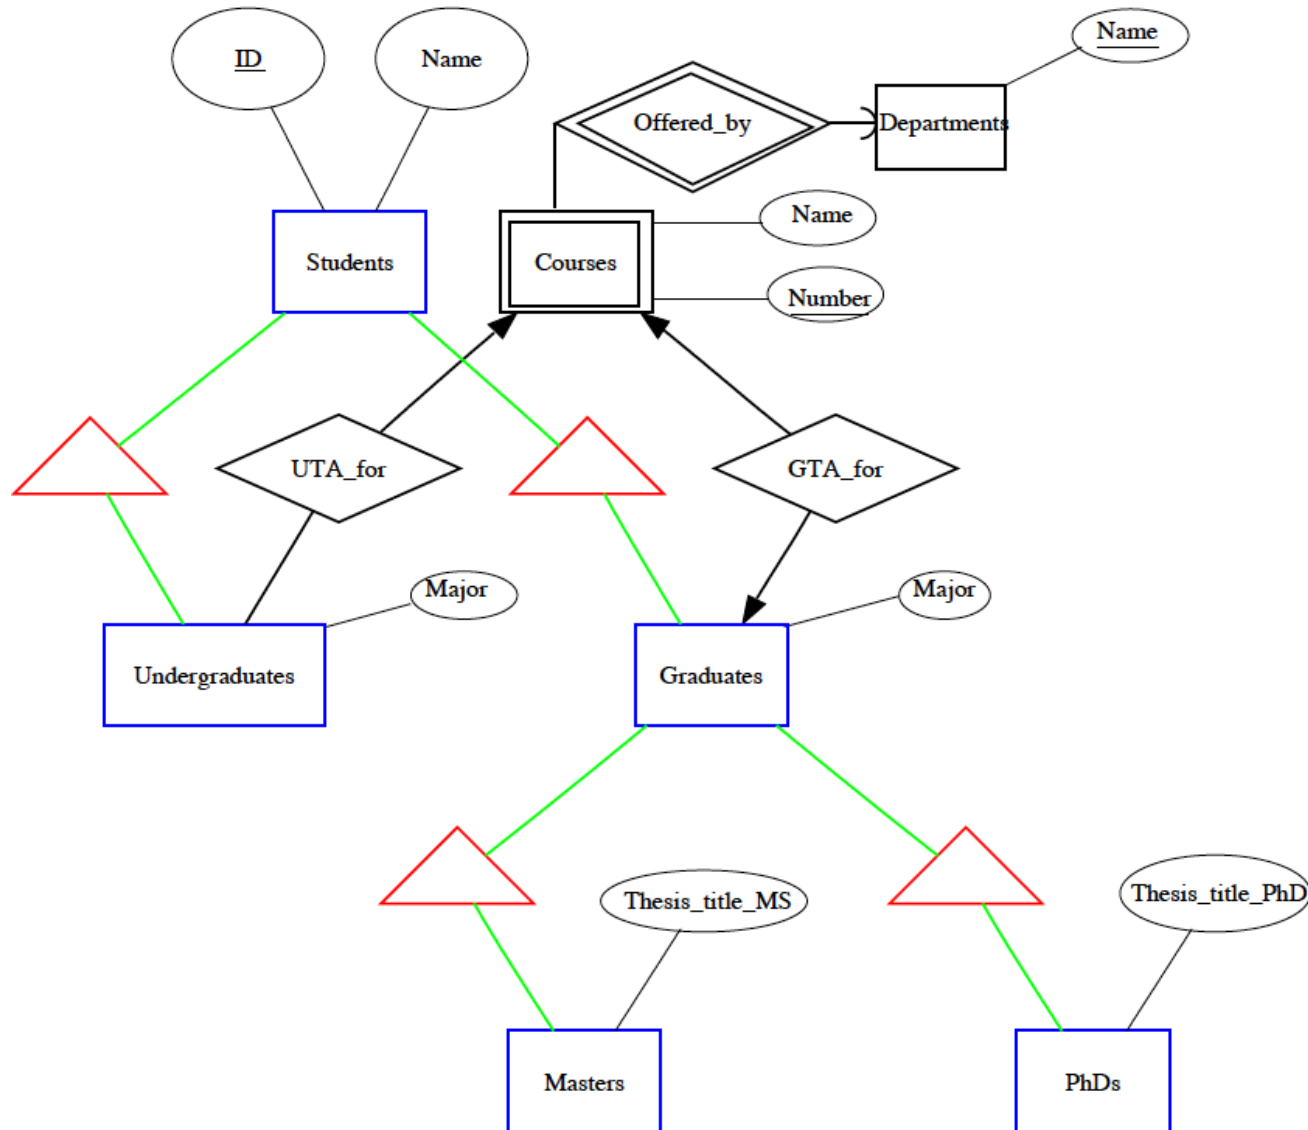 Name
ID
Name
Offered_by
Departments
Name
Students
Courses
Number
UTA_for
GTA_for
Major
Major
Undergraduates
Graduates
Thesis_title_MS
Thesis_title_PhD
Masters
PhDs